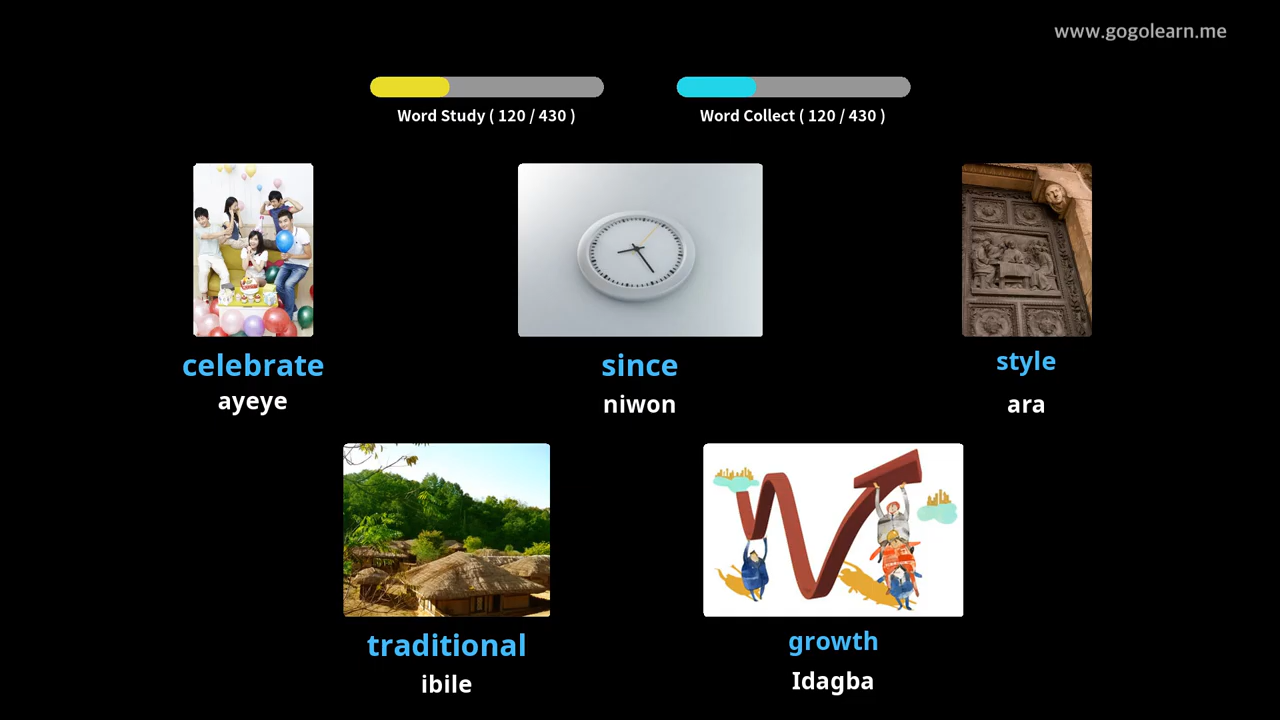 www.gogolearn.me
Word Study ( 120 / 430 )
Word Collect ( 120 / 430 )
celebrate
ayeye
since
niwon
style
ara
traditional
ibile
growth
Idagba